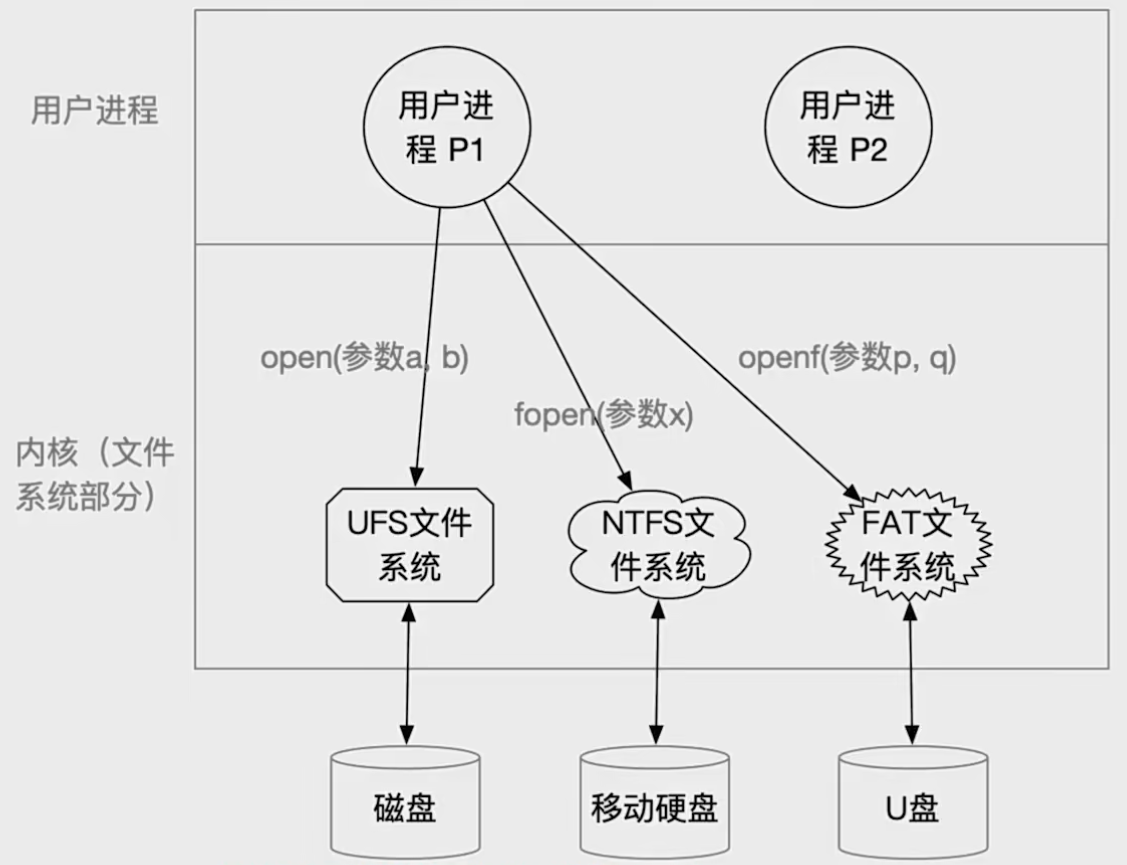 用户进程
用户进
程 P1
用户进
程 P2
open(参数a, b)
openf(参数p, q)
fopen(参数x)
内核（文件
系统部分）
UFS文件
系统
NTFS文
件系统
FAT文
件系统
磁盘
移动硬盘
U盘